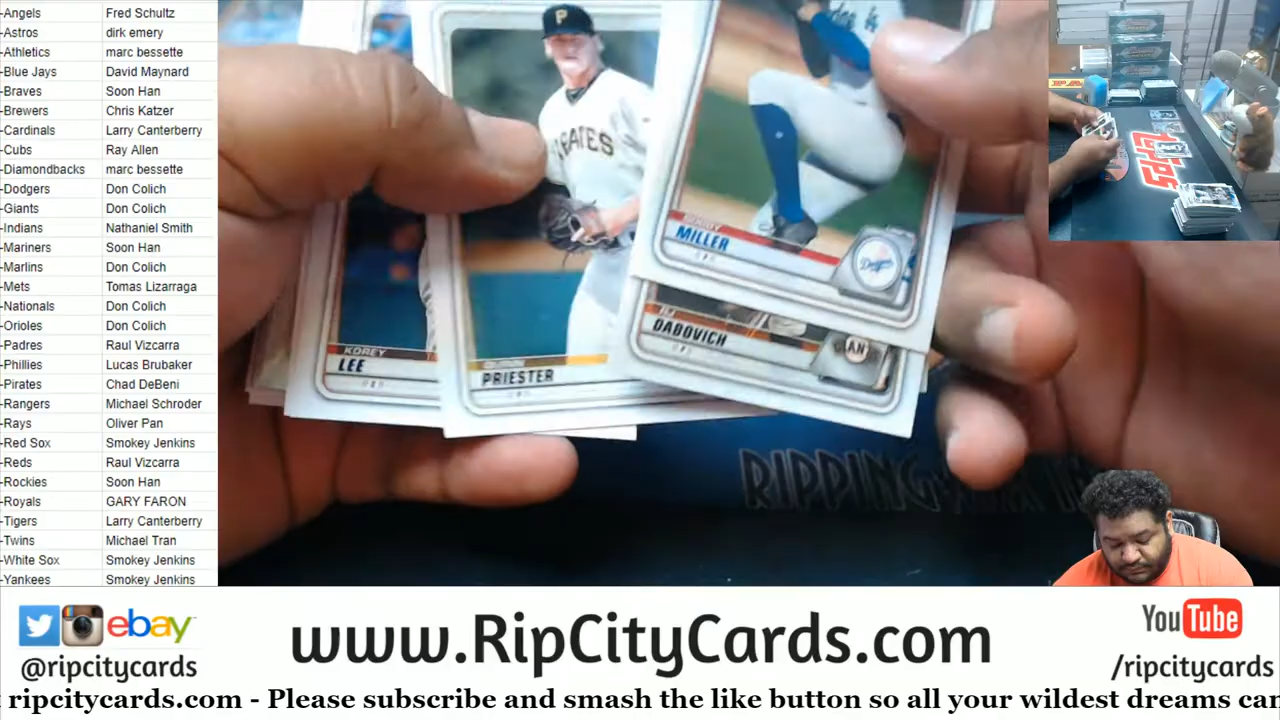 -Angels Fred Schultz
-Astros dirk emery
-Athletics marc bessette
-Blue Jays David Maynard
-Braves Soon Han
-Brewers Chris Katzer
-Cardinals Larry Canterberry
-Cubs Ray Allen
-Diamondbacks marc bessette
-Dodgers Don Colich
-Giants Don Colich
-Indians Nathaniel Smith
-Mariners Soon Han
-Marlins Don Colich
-Mets Tomas Lizarraga
-Nationals Don Colich
-Orioles Don Colich
-Padres Raul Vizcarra
-Phillies Lucas Brubaker
-Pirates Chad DeBeni
-Rangers Michael Schroder
-Rays Oliver Pan
-Red Sox Smokey Jenkins
-Reds Raul Vizcarra
-Rockies Soon Han
-Royals GARY FARON
-Tigers Larry Canterberry
-Twins Michael Tran
-White Sox Smokey Jenkins
-Yankees Smokey Jenkins
P
PIRATES
MILLER
Dodgers
DABOVICH
KOREY
LEE
PRIESTER
RIPPING
topps
ebay
@ripcitycards
www.RipCityCards.com
YouTube
/ripcitycards
ripcitycards.com - Please subscribe and smash the like button so all your wildest dreams can